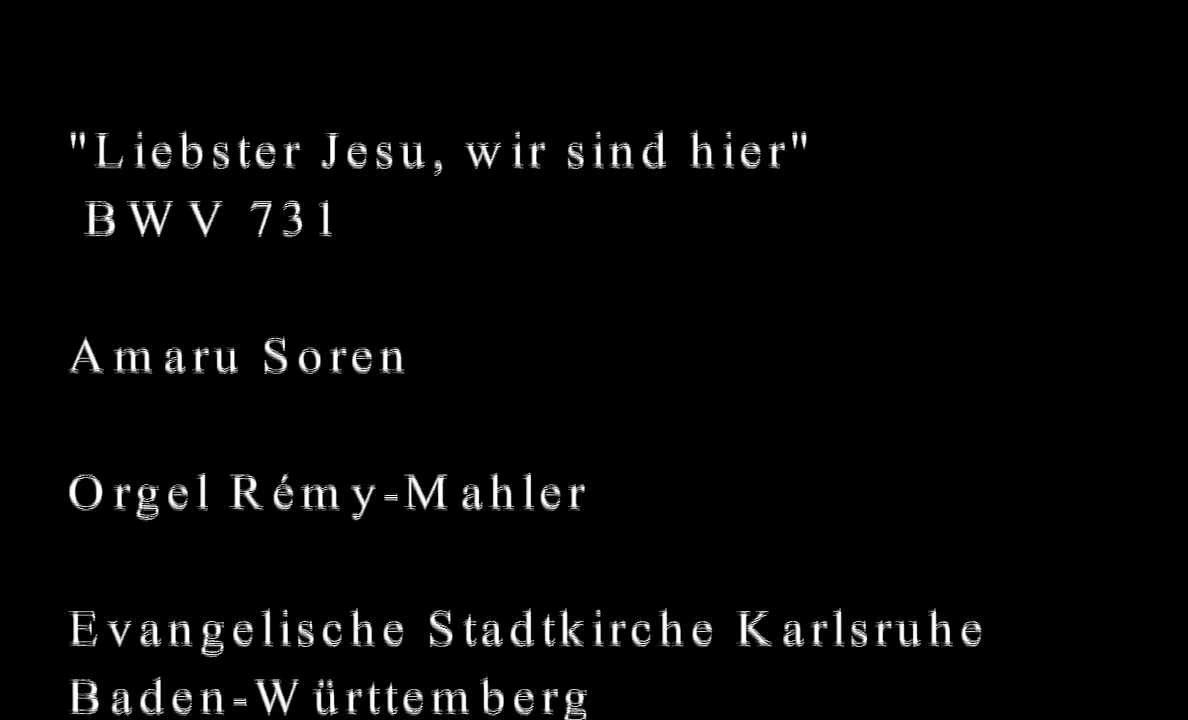 "Liebster Jesu, wir sind hier"
BWV 731
Amaru Soren
Orgel Rémy-Mahler
Evangelische Stadtkirche Karlsruhe
Baden-Württemberg